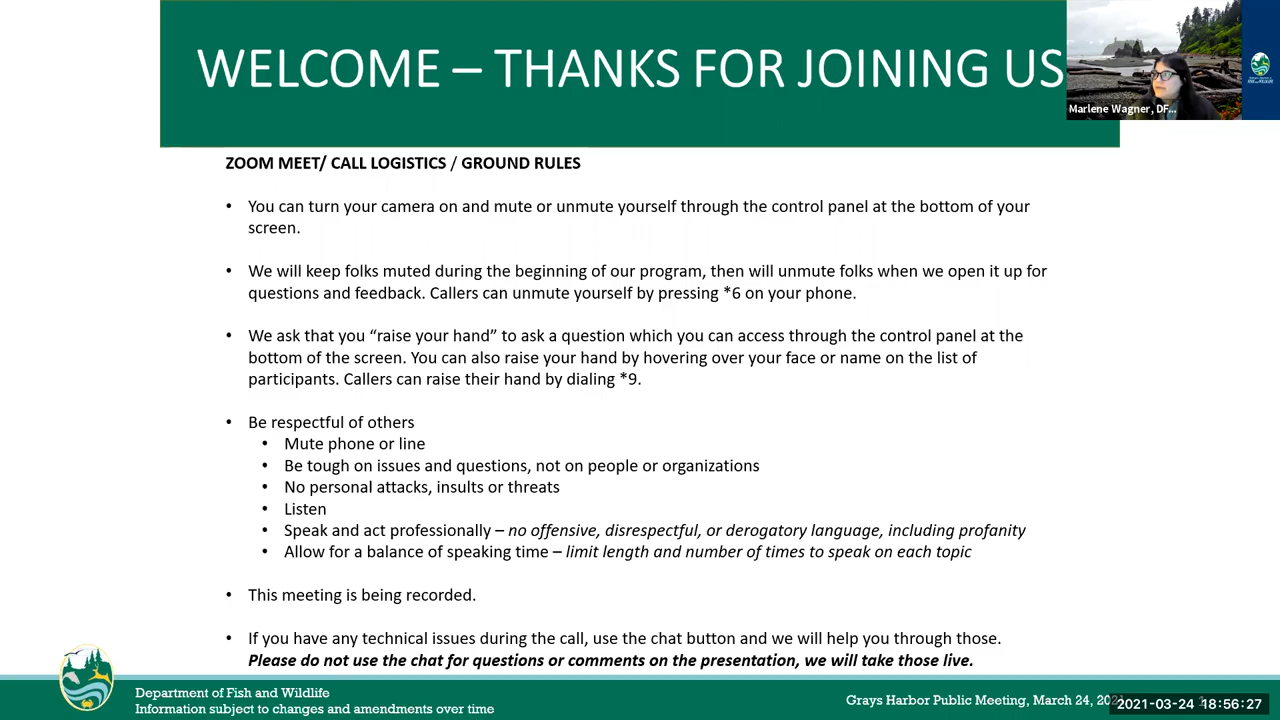 WELCOME – THANKS FOR JOINING US
Marlene Wagner, DF...
ZOOM MEET/ CALL LOGISTICS / GROUND RULES
• You can turn your camera on and mute or unmute yourself through the control panel at the bottom of your
screen.
• We will keep folks muted during the beginning of our program, then will unmute folks when we open it up for
questions and feedback. Callers can unmute yourself by pressing *6 on your phone.
• We ask that you “raise your hand” to ask a question which you can access through the control panel at the
bottom of the screen. You can also raise your hand by hovering over your face or name on the list of
participants. Callers can raise their hand by dialing *9.
• Be respectful of others
• Mute phone or line
• Be tough on issues and questions, not on people or organizations
• No personal attacks, insults or threats
• Listen
• Speak and act professionally – no offensive, disrespectful, or derogatory language, including profanity
• Allow for a balance of speaking time – limit length and number of times to speak on each topic
• This meeting is being recorded.
• If you have any technical issues during the call, use the chat button and we will help you through those.
Please do not use the chat for questions or comments on the presentation, we will take those live.
Department of Fish and Wildlife
Information subject to changes and amendments over time
Grays Harbor Public Meeting, March 24, 2021
2021-03-24 18:56:27